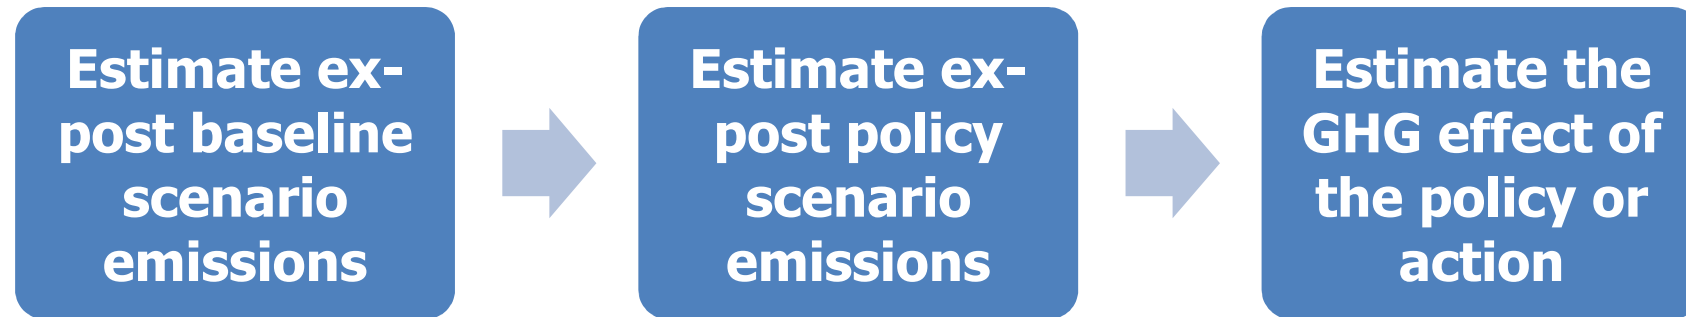 Estimate ex-
post baseline
scenario
emissions
Estimate ex-
post policy
scenario
emissions
Estimate the
GHG effect of
the policy or
action